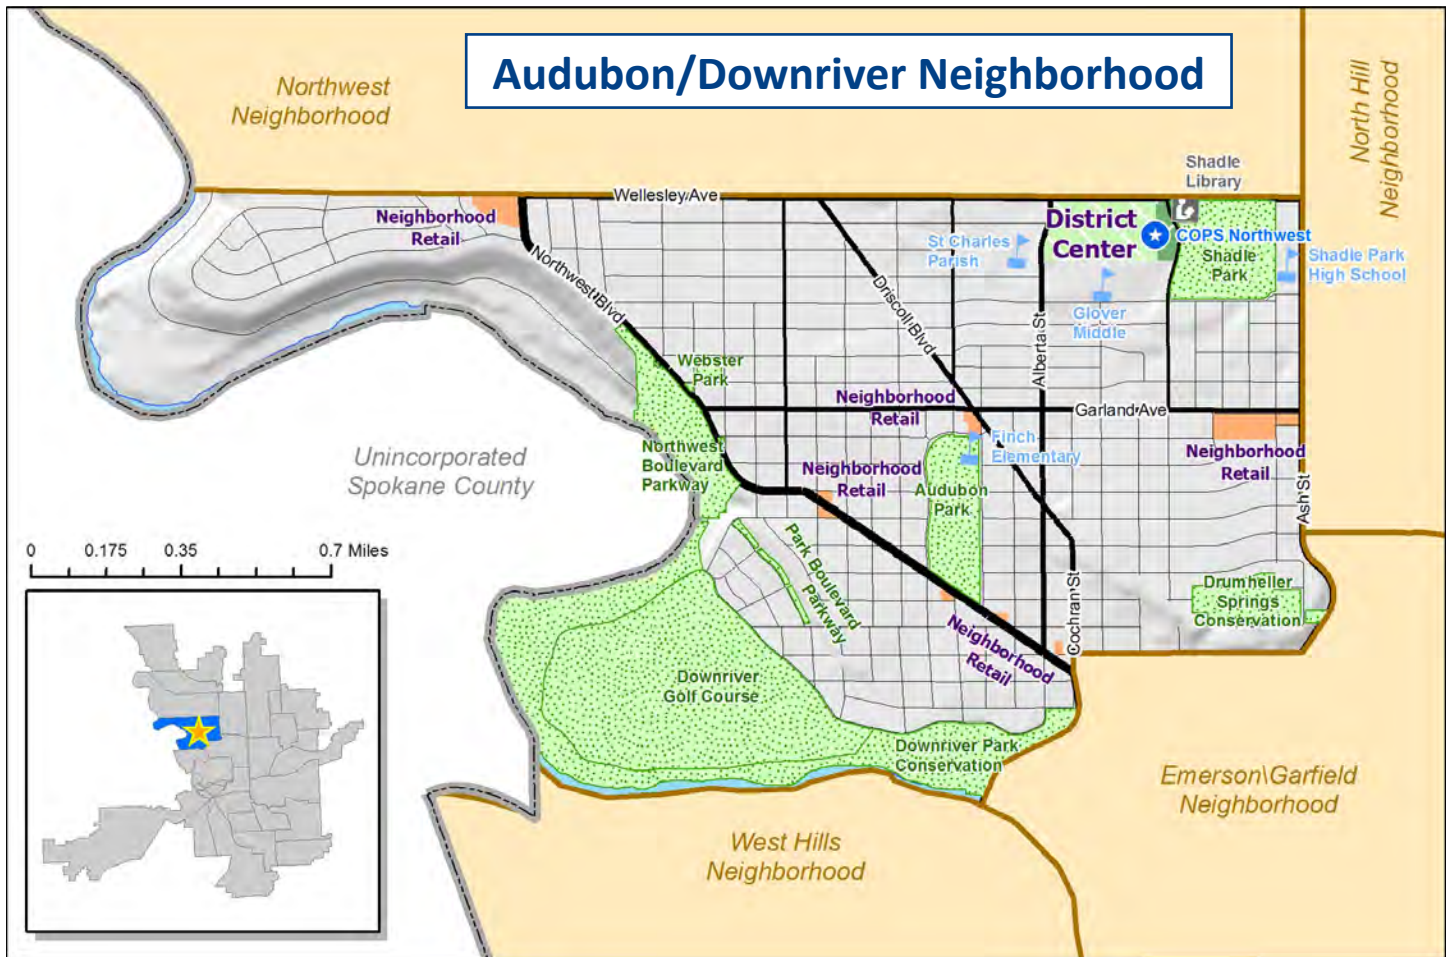 Audubon/Downriver Neighborhood
Northwest
Neighborhood
North Hill
Neighborhood
Shadle
Library
Wellesley Ave
Neighborhood
Retail
District
Center
COPS Northwest
St Charles
Parish
Shadle
Park
Shadle Park
High School
Northwest Blvd
Driscoll Blvd
Alberta St
Glover
Middle
Webster
Park
Neighborhood
Retail
Garland Ave
Finch
Elementary
Northwest
Boulevard
Parkway
Neighborhood
Retail
Neighborhood
Retail
Unincorporated
Spokane County
Audubon
Park
Ash St
0 0.175 0.35 0.7 Miles
Park Boulevard
Parkway
Cochran St
Drumheller
Springs
Conservation
Neighborhood
Retail
Downriver
Golf Course
Downriver Park
Conservation
Emerson\Garfield
Neighborhood
West Hills
Neighborhood